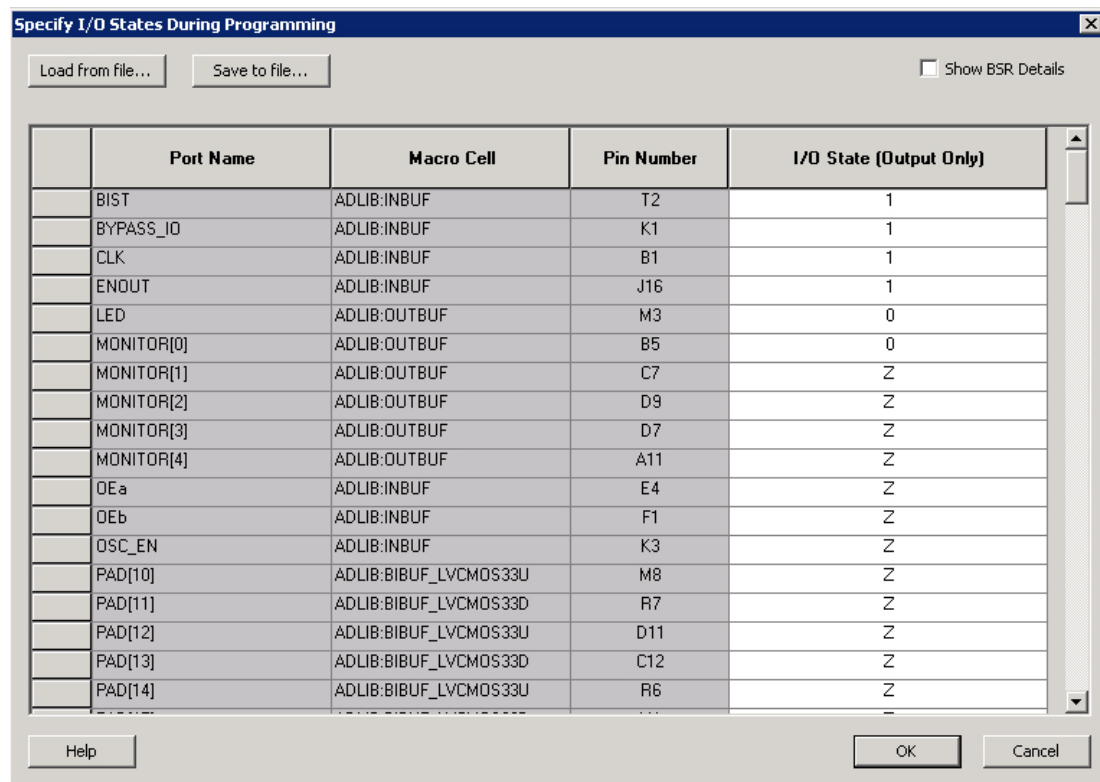 Specify I/O States During Programming
Load from file... Save to file... Show BSR Details
Port Name Macro Cell Pin Number I/O State (Output Only)
BIST ADLIB:INBUF T2 1
BYPASS_IO ADLIB:INBUF K1 1
CLK ADLIB:INBUF B1 1
ENOUT ADLIB:INBUF J16 1
LED ADLIB:OUTBUF M3 0
MONITOR[0] ADLIB:OUTBUF B5 0
MONITOR[1] ADLIB:OUTBUF C7 Z
MONITOR[2] ADLIB:OUTBUF D9 Z
MONITOR[3] ADLIB:OUTBUF D7 Z
MONITOR[4] ADLIB:OUTBUF A11 Z
OEa ADLIB:INBUF E4 Z
OEb ADLIB:INBUF F1 Z
OSC_EN ADLIB:INBUF K3 Z
PAD[10] ADLIB:BIBUF_LVCMOS33U M8 Z
PAD[11] ADLIB:BIBUF_LVCMOS33D R7 Z
PAD[12] ADLIB:BIBUF_LVCMOS33U D11 Z
PAD[13] ADLIB:BIBUF_LVCMOS33D C12 Z
PAD[14] ADLIB:BIBUF_LVCMOS33U R6 Z
Help OK Cancel